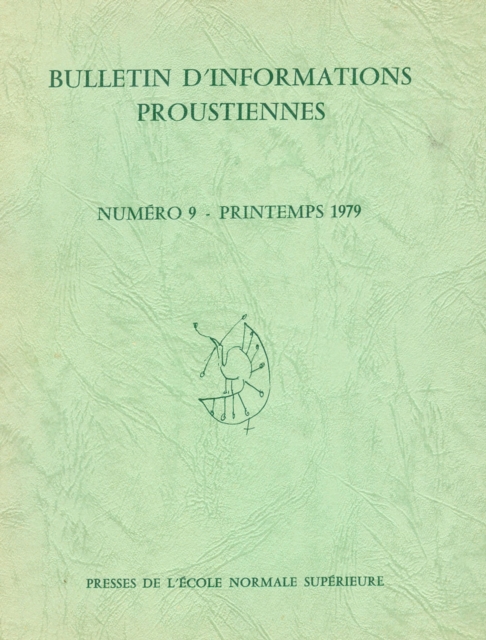 BULLETIN D'INFORMATIONS
PROUSTIENNES
NUMÉRO 9 - PRINTEMPS 1979
PRESSES DE L'ÉCOLE NORMALE SUPÉRIEURE